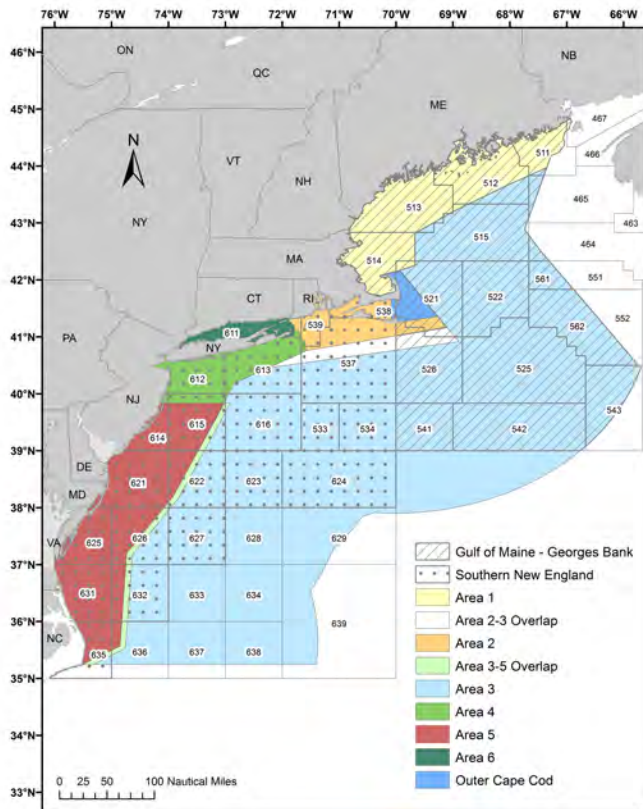 76° 75° 74° 73° 72° 71° 70° 69° 68° 67° 66°
46°N
45°N
44°N
43°N
42°N
41°N
40°N
39°N
38°N
37°N
36°N
35°N
34°N
33°N
ON
QC
NB
ME
VT
NH
NY
MA
CT
RI
PA
NY
NJ
DE
MD
VA
NC
N
467
511
466
512
465
513
463
515
464
514
551
561
521
522
538
539
562
552
611
537
612
613
526
525
543
614
615
616
533
534
541
542
621
622
623
624
625
626
627
628
629
631
632
633
634
639
635
636
637
638
Gulf of Maine - Georges Bank
Southern New England
Area 1
Area 2-3 Overlap
Area 2
Area 3-5 Overlap
Area 3
Area 4
Area 5
Area 6
Outer Cape Cod
0 25 50 100 Nautical Miles